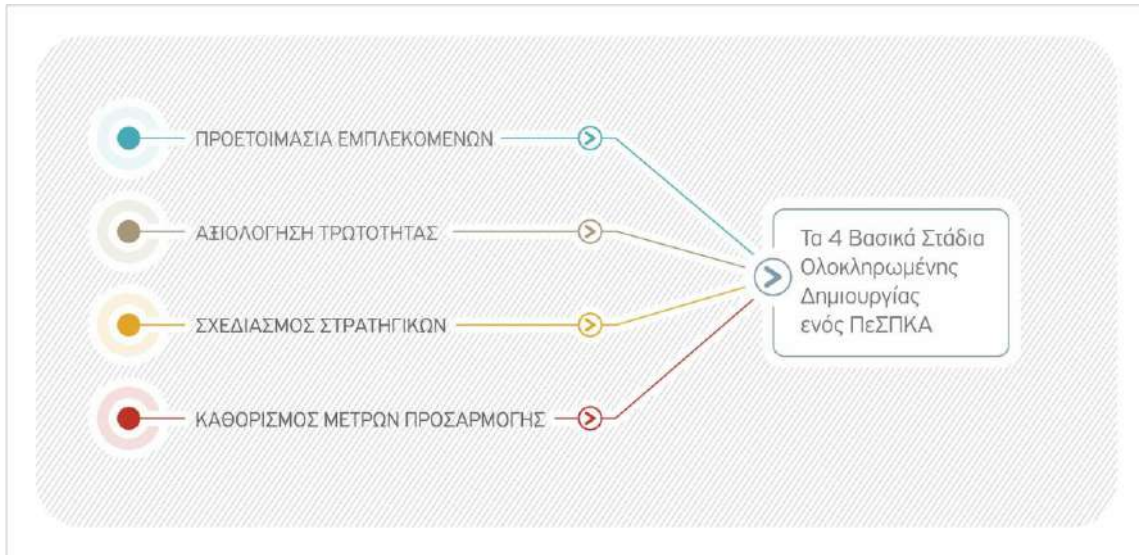 ΠΡΟΕΤΟΙΜΑΣΙΑ ΕΜΠΛΕΚΟΜΕΝΩΝ
ΑΞΙΟΛΟΓΗΣΗ ΤΡΩΤΟΤΗΤΑΣ
ΣΧΕΔΙΑΣΜΟΣ ΣΤΡΑΤΗΓΙΚΩΝ
ΚΑΘΟΡΙΣΜΟΣ ΜΕΤΡΩΝ ΠΡΟΣΑΡΜΟΓΗΣ
Τα 4 Βασικά Στάδια
Ολοκληρωμένης
Δημιουργίας
ενός ΠεΣΠΚΑ